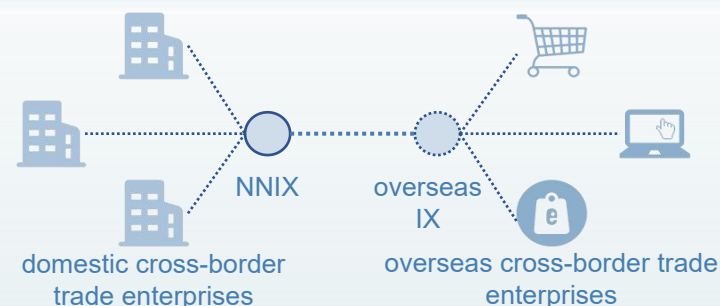 NNIX
overseas
IX
e
domestic cross-border
trade enterprises
overseas cross-border trade
enterprises